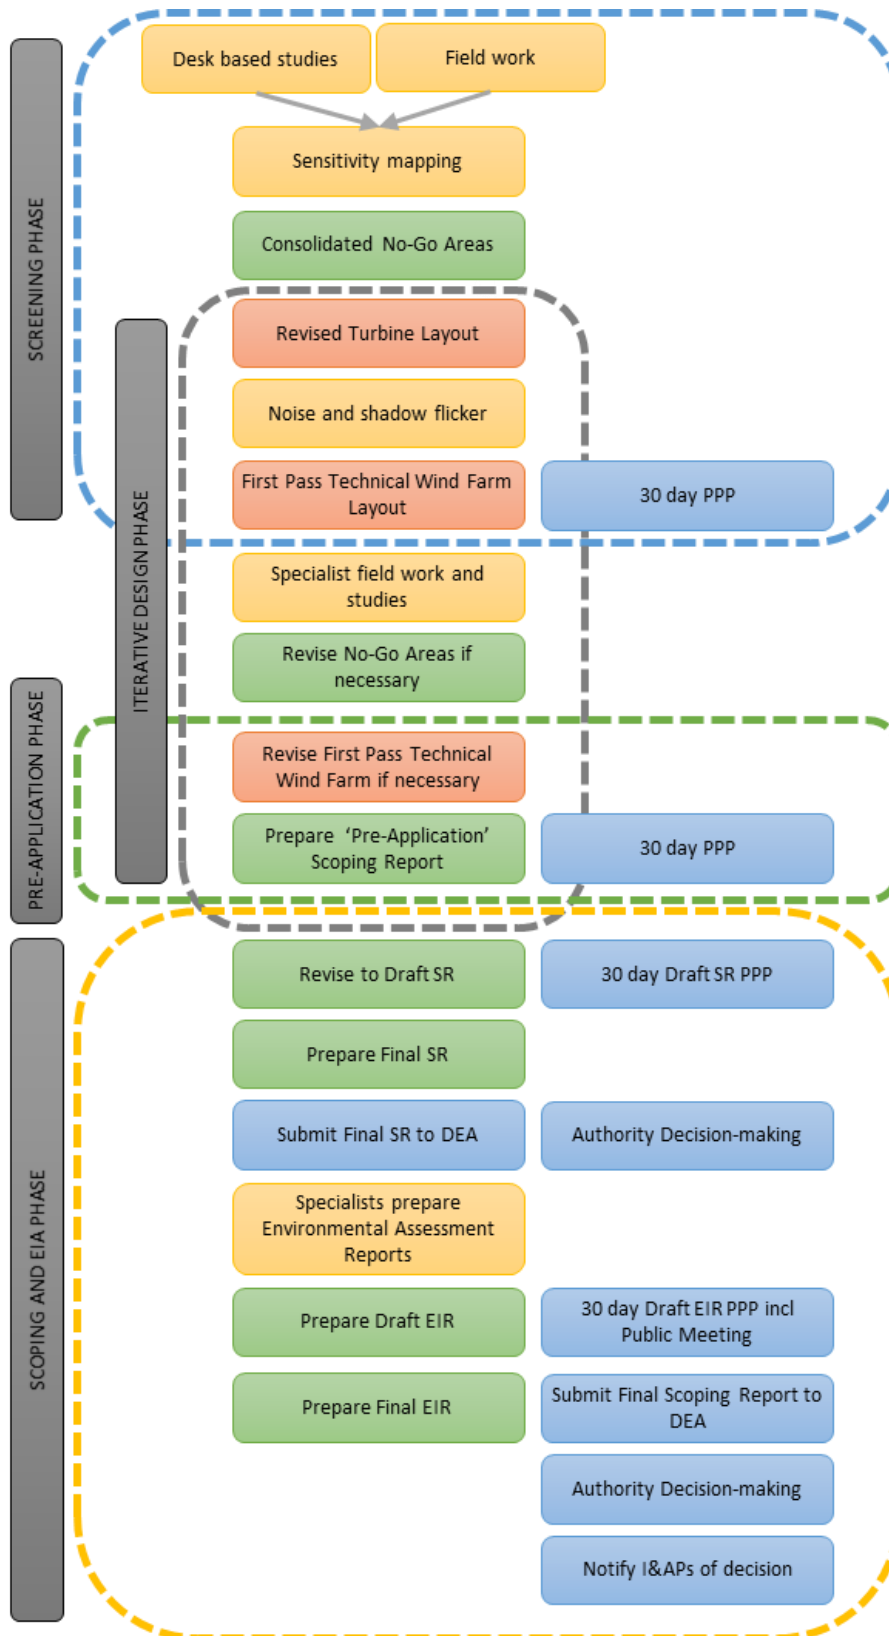 SCREENING PHASE
Desk based studies
Field work
Sensitivity mapping
Consolidated No-Go Areas
ITERATIVE DESIGN PHASE
Revised Turbine Layout
Noise and shadow flicker
First Pass Technical Wind Farm
Layout
30 day PPP
Specialist field work and
studies
Revise No-Go Areas if
necessary
PRE-APPLICATION PHASE
Revise First Pass Technical
Wind Farm if necessary
Prepare ‘Pre-Application’
Scoping Report
30 day PPP
SCOPING AND EIA PHASE
Revise to Draft SR
30 day Draft SR PPP
Prepare Final SR
Submit Final SR to DEA
Authority Decision-making
Specialists prepare
Environmental Assessment
Reports
Prepare Draft EIR
30 day Draft EIR PPP incl
Public Meeting
Prepare Final EIR
Submit Final Scoping Report to
DEA
Authority Decision-making
Notify I&APs of decision